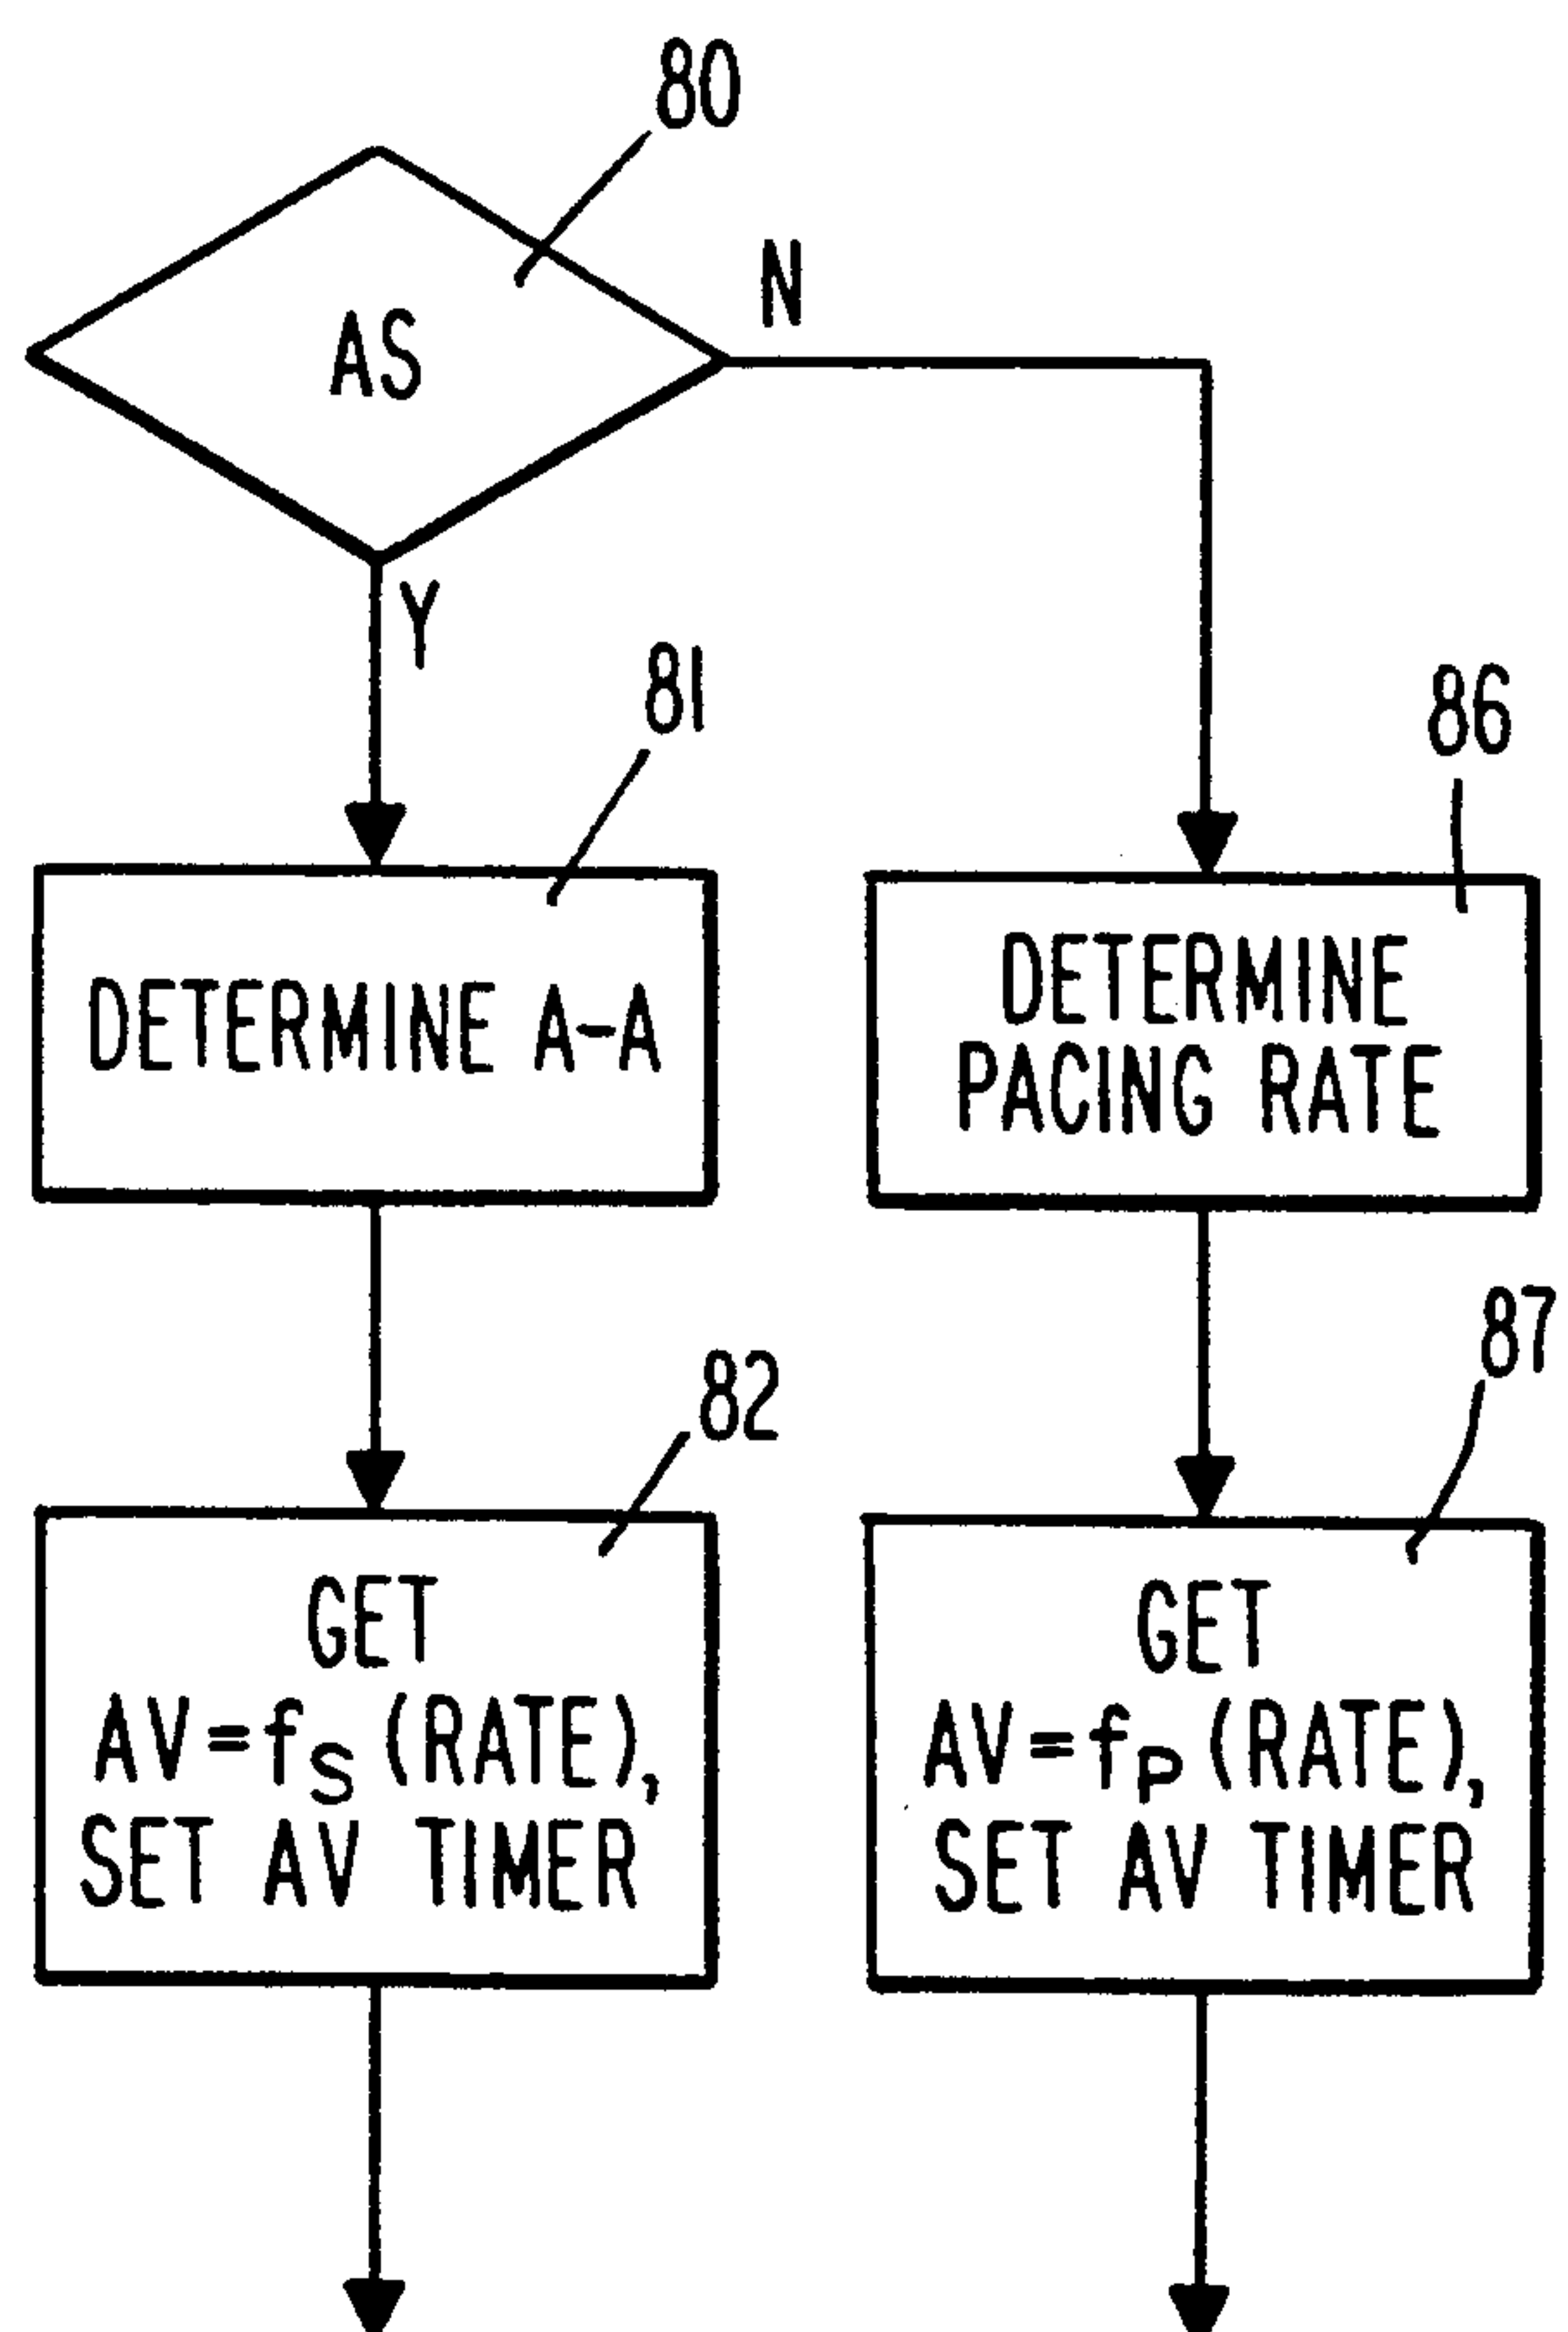 80
AS
N
Y
81
86
DETERMINE A-A
DETERMINE
PACING RATE
82
87
GET
AV=fS (RATE),
SET AV TIMER
GET
AV=fP (RATE),
SET AV TIMER